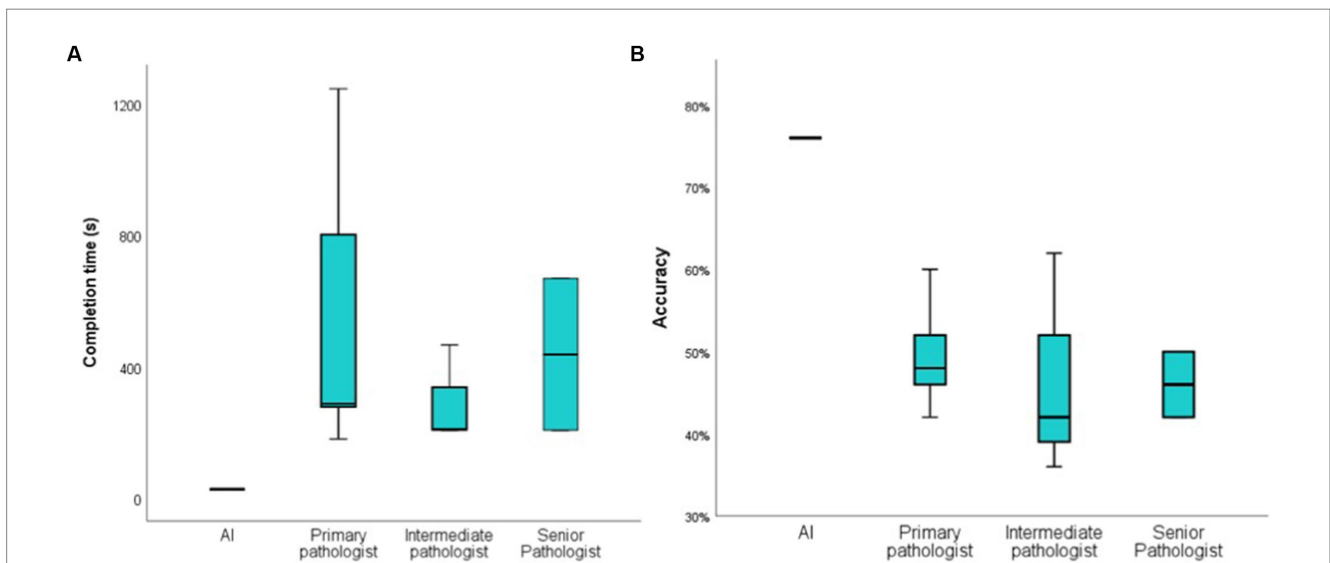 A
Completion time (s)
1200
800
400
0
AI
Primary
pathologist
Intermediate
pathologist
Senior
Pathologist
B
Accuracy
80%
70%
60%
50%
40%
30%
AI
Primary
pathologist
Intermediate
pathologist
Senior
Pathologist